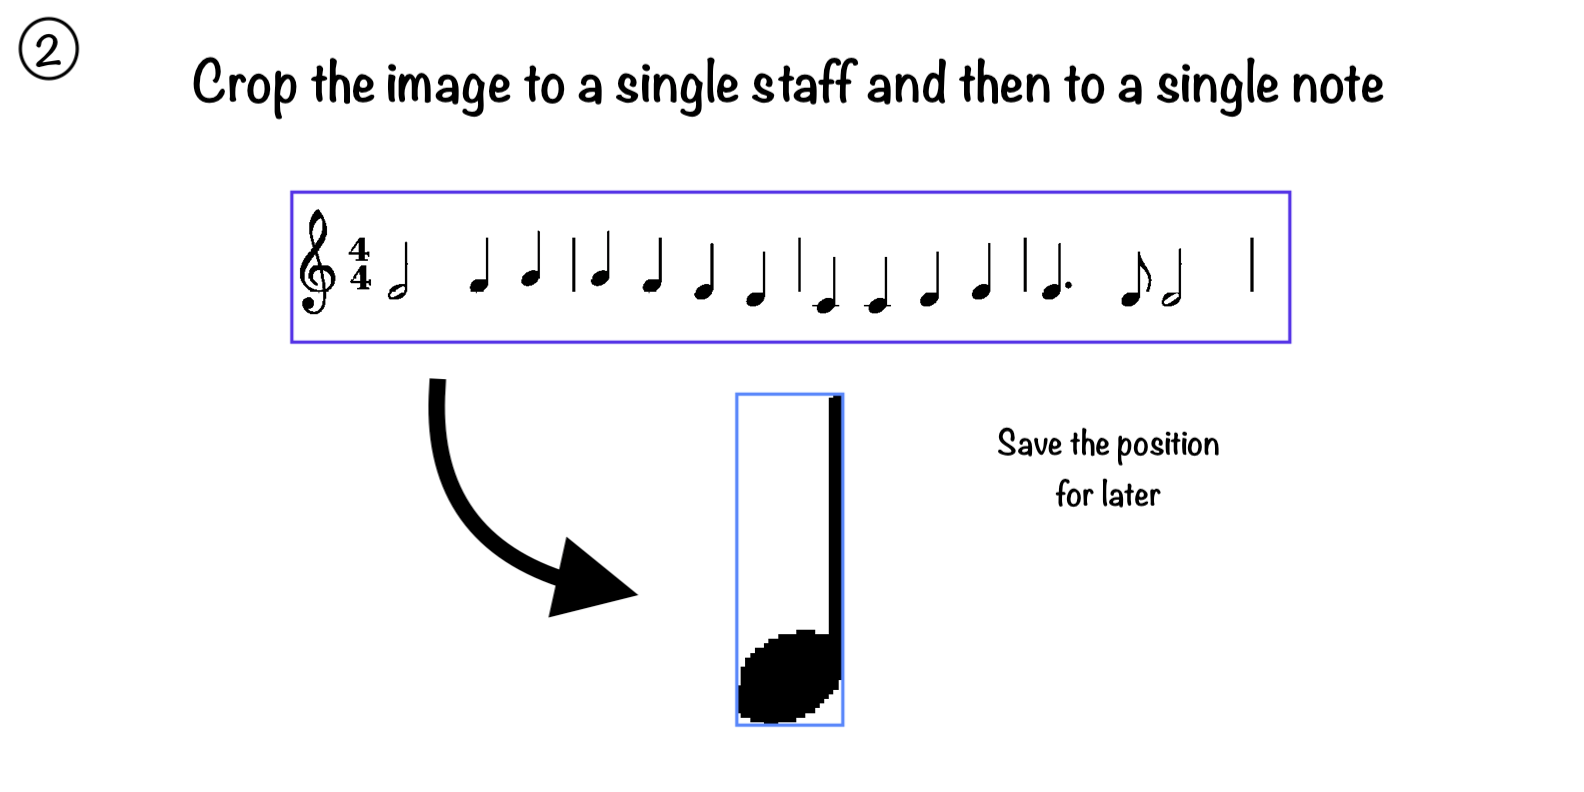 2
Crop the image to a single staff and then to a single note
4
4
Save the position
for later